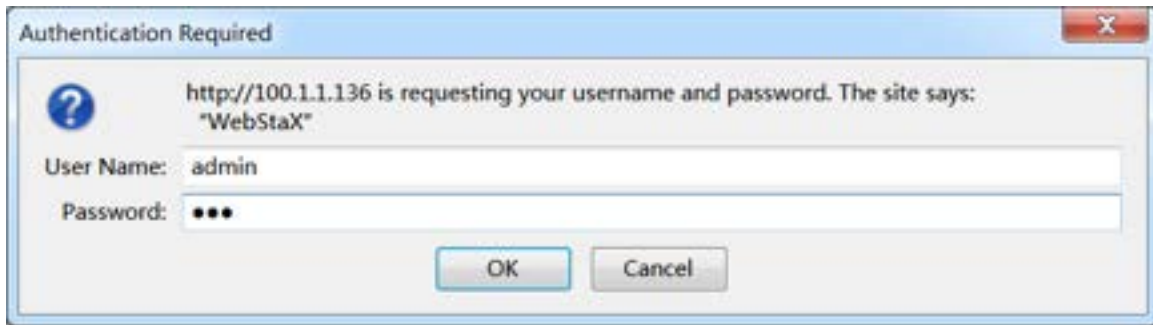 Authentication Required
http://100.1.1.136 is requesting your username and password. The site says:
"WebStaX"
User Name: admin
Password: ●●●
OK Cancel